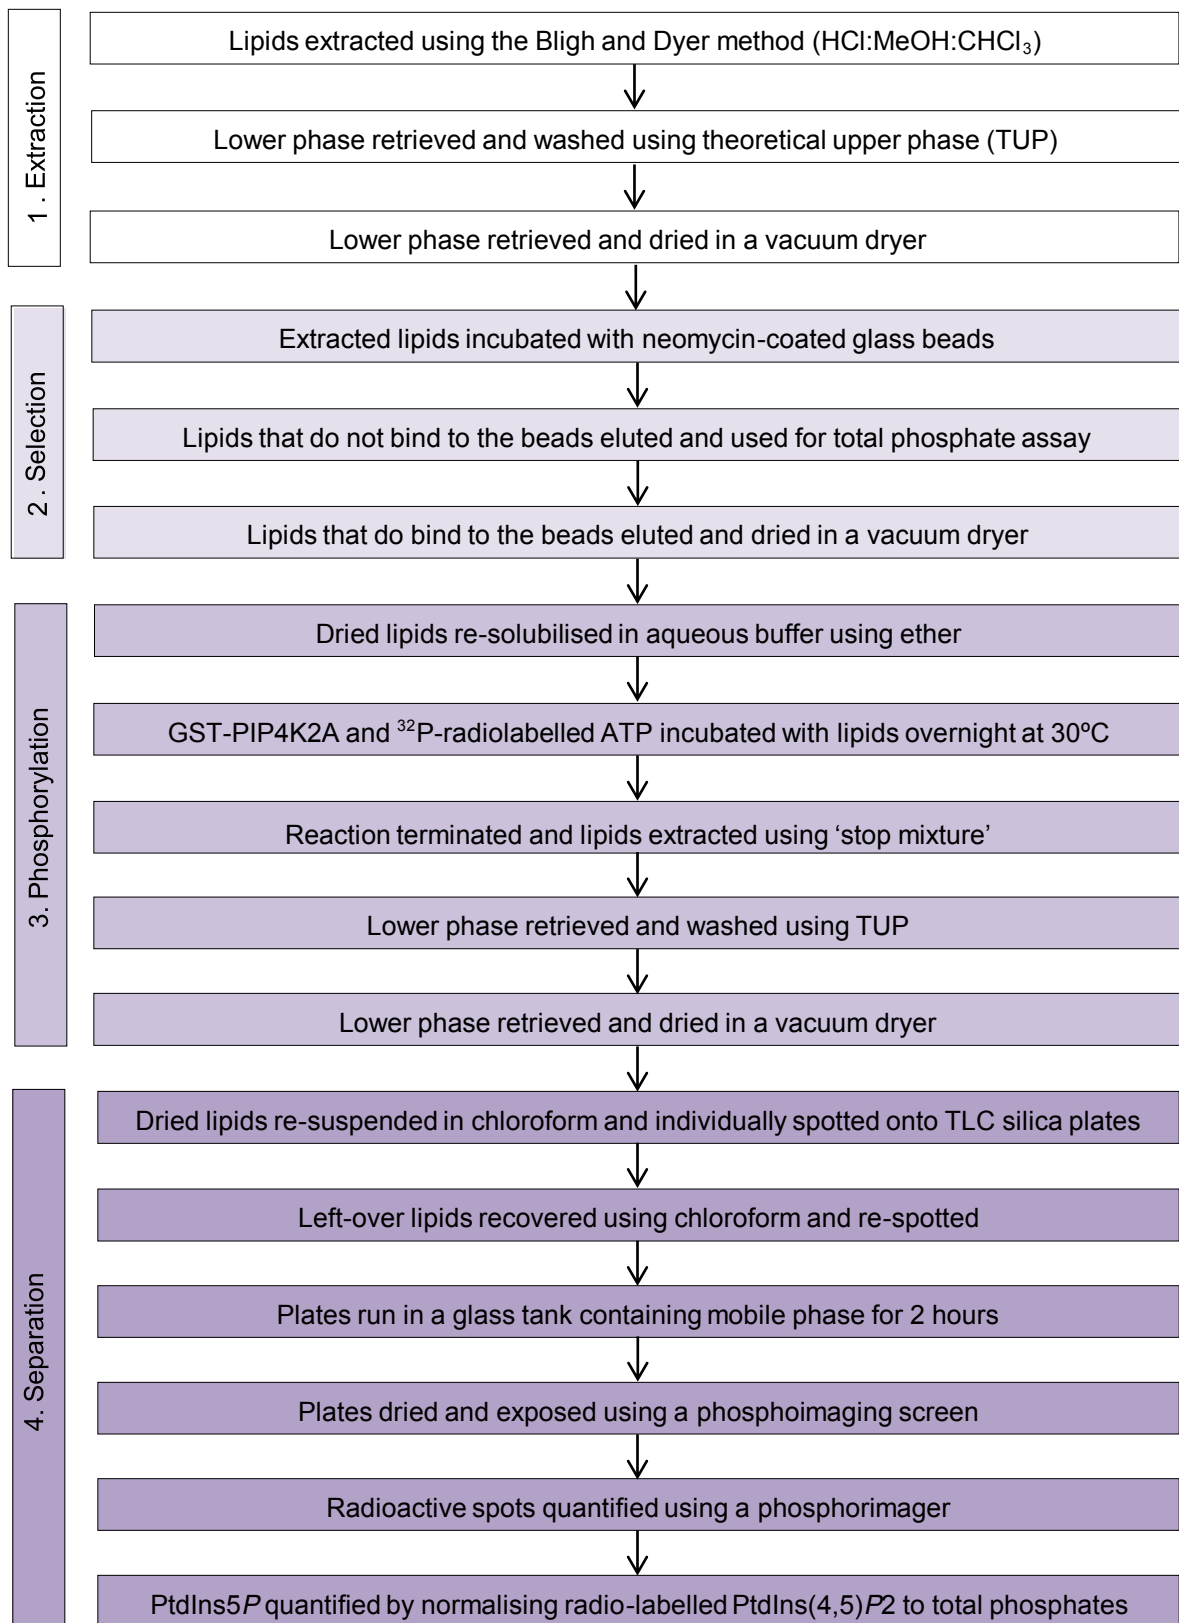 1 . Extraction
Lipids extracted using the Bligh and Dyer method (HCl:MeOH:CHCl₃)
Lower phase retrieved and washed using theoretical upper phase (TUP)
Lower phase retrieved and dried in a vacuum dryer
2 . Selection
Extracted lipids incubated with neomycin-coated glass beads
Lipids that do not bind to the beads eluted and used for total phosphate assay
Lipids that do bind to the beads eluted and dried in a vacuum dryer
3. Phosphorylation
Dried lipids re-solubilised in aqueous buffer using ether
GST-PIP4K2A and ³²P-radiolabelled ATP incubated with lipids overnight at 30ºC
Reaction terminated and lipids extracted using ‘stop mixture’
Lower phase retrieved and washed using TUP
Lower phase retrieved and dried in a vacuum dryer
4. Separation
Dried lipids re-suspended in chloroform and individually spotted onto TLC silica plates
Left-over lipids recovered using chloroform and re-spotted
Plates run in a glass tank containing mobile phase for 2 hours
Plates dried and exposed using a phosphoimaging screen
Radioactive spots quantified using a phosphorimager
PtdIns5P quantified by normalising radio-labelled PtdIns(4,5)P2 to total phosphates